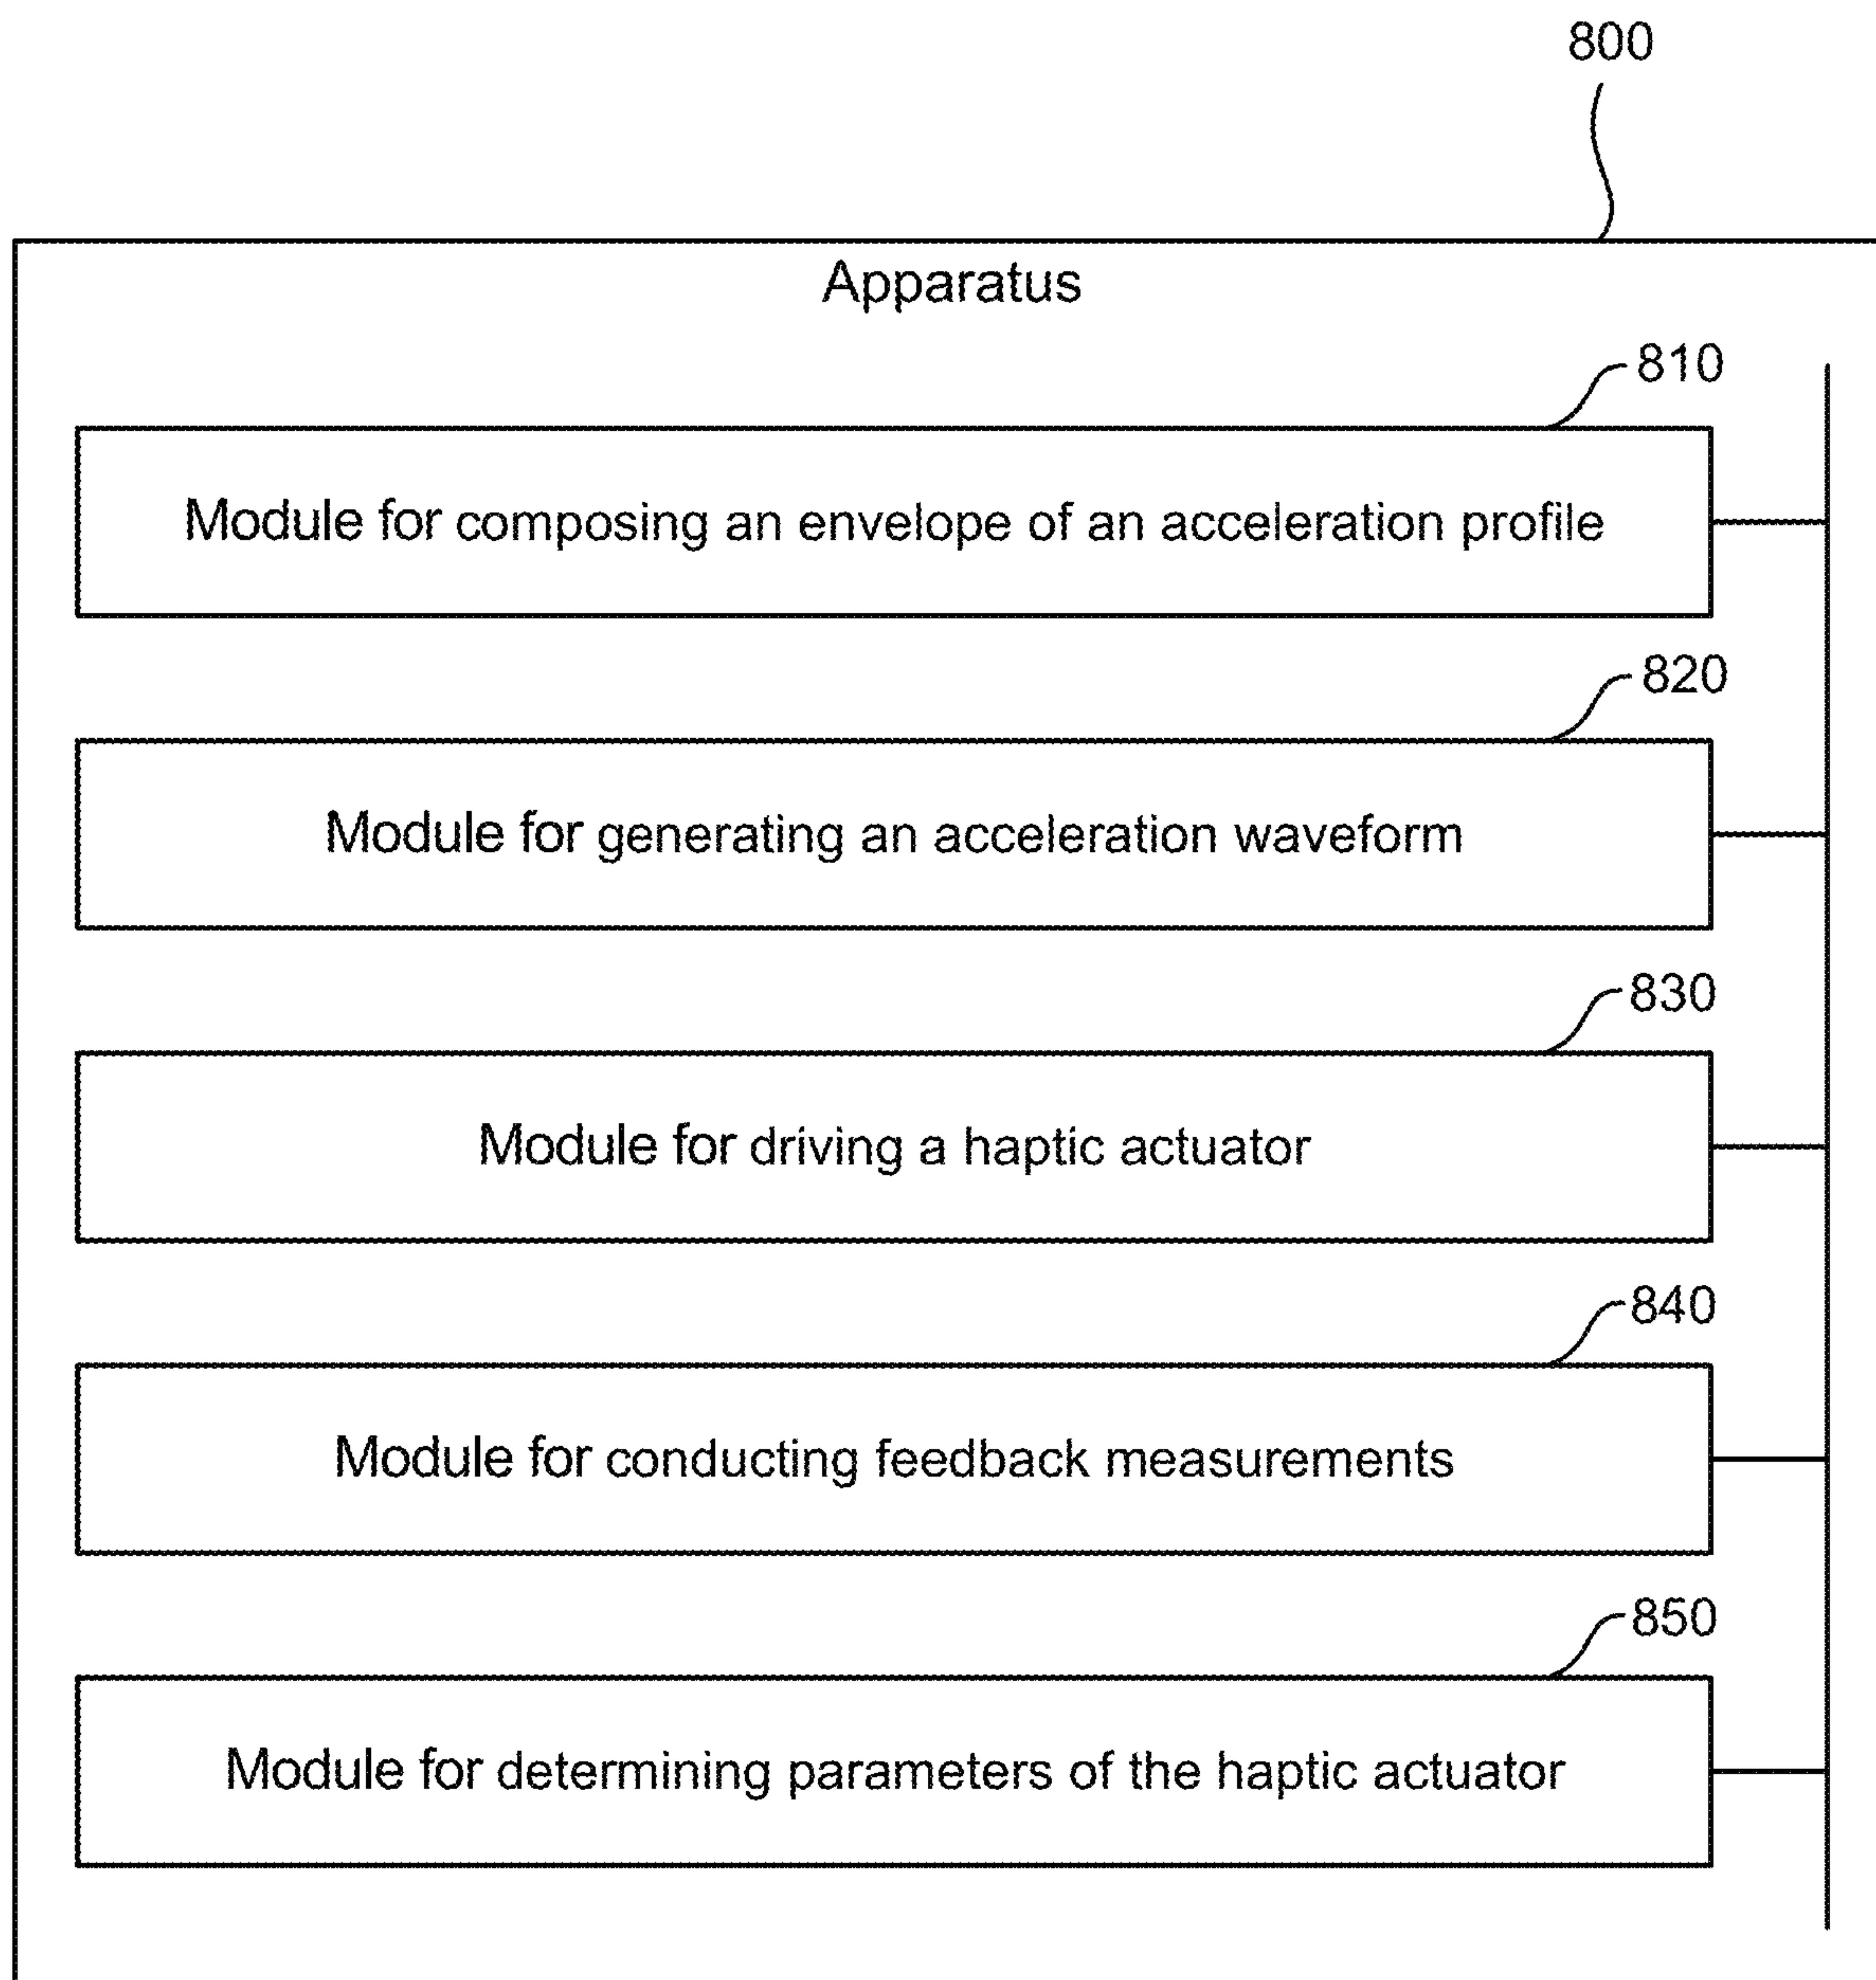 800
Apparatus
810
Module for composing an envelope of an acceleration profile
820
Module for generating an acceleration waveform
830
Module for driving a haptic actuator
840
Module for conducting feedback measurements
850
Module for determining parameters of the haptic actuator